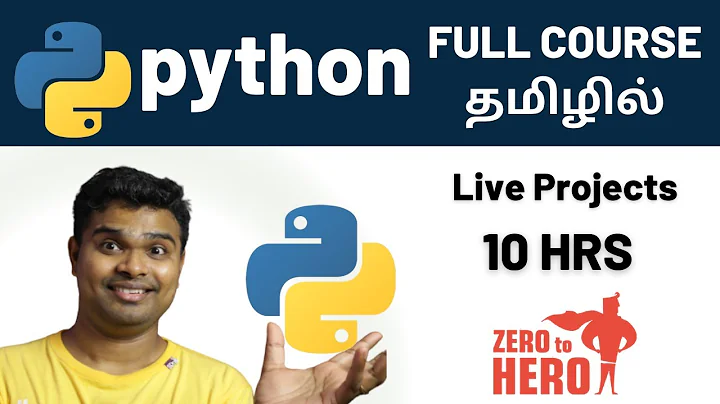 python
FULL COURSE
தமிழில்
Live Projects
10 HRS
ZERO to
HERO